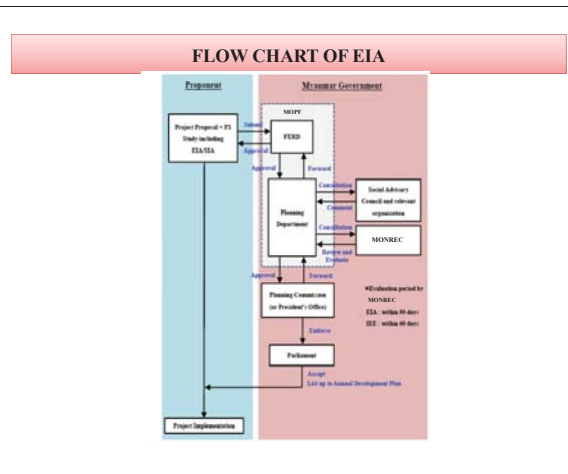 FLOW CHART OF EIA
Proponent
Myanmar Government
MOPF
Project Proposal + FS
Study including
EIA/SIA
Submit
Approval
FERD
Approval
Forward
Planning
Department
Consultation
Comment
Social Advisory
Council and relevant
organization
Consultation
Review and
Evaluate
MONREC
Approval
Forward
Planning Commission
(or President's Office)
※Evaluation period by
MONREC
EIA : within 90 days
IEE : within 60 days
Endorse
Parliament
Accept
List up to Annual Development Plan
Project Implementation